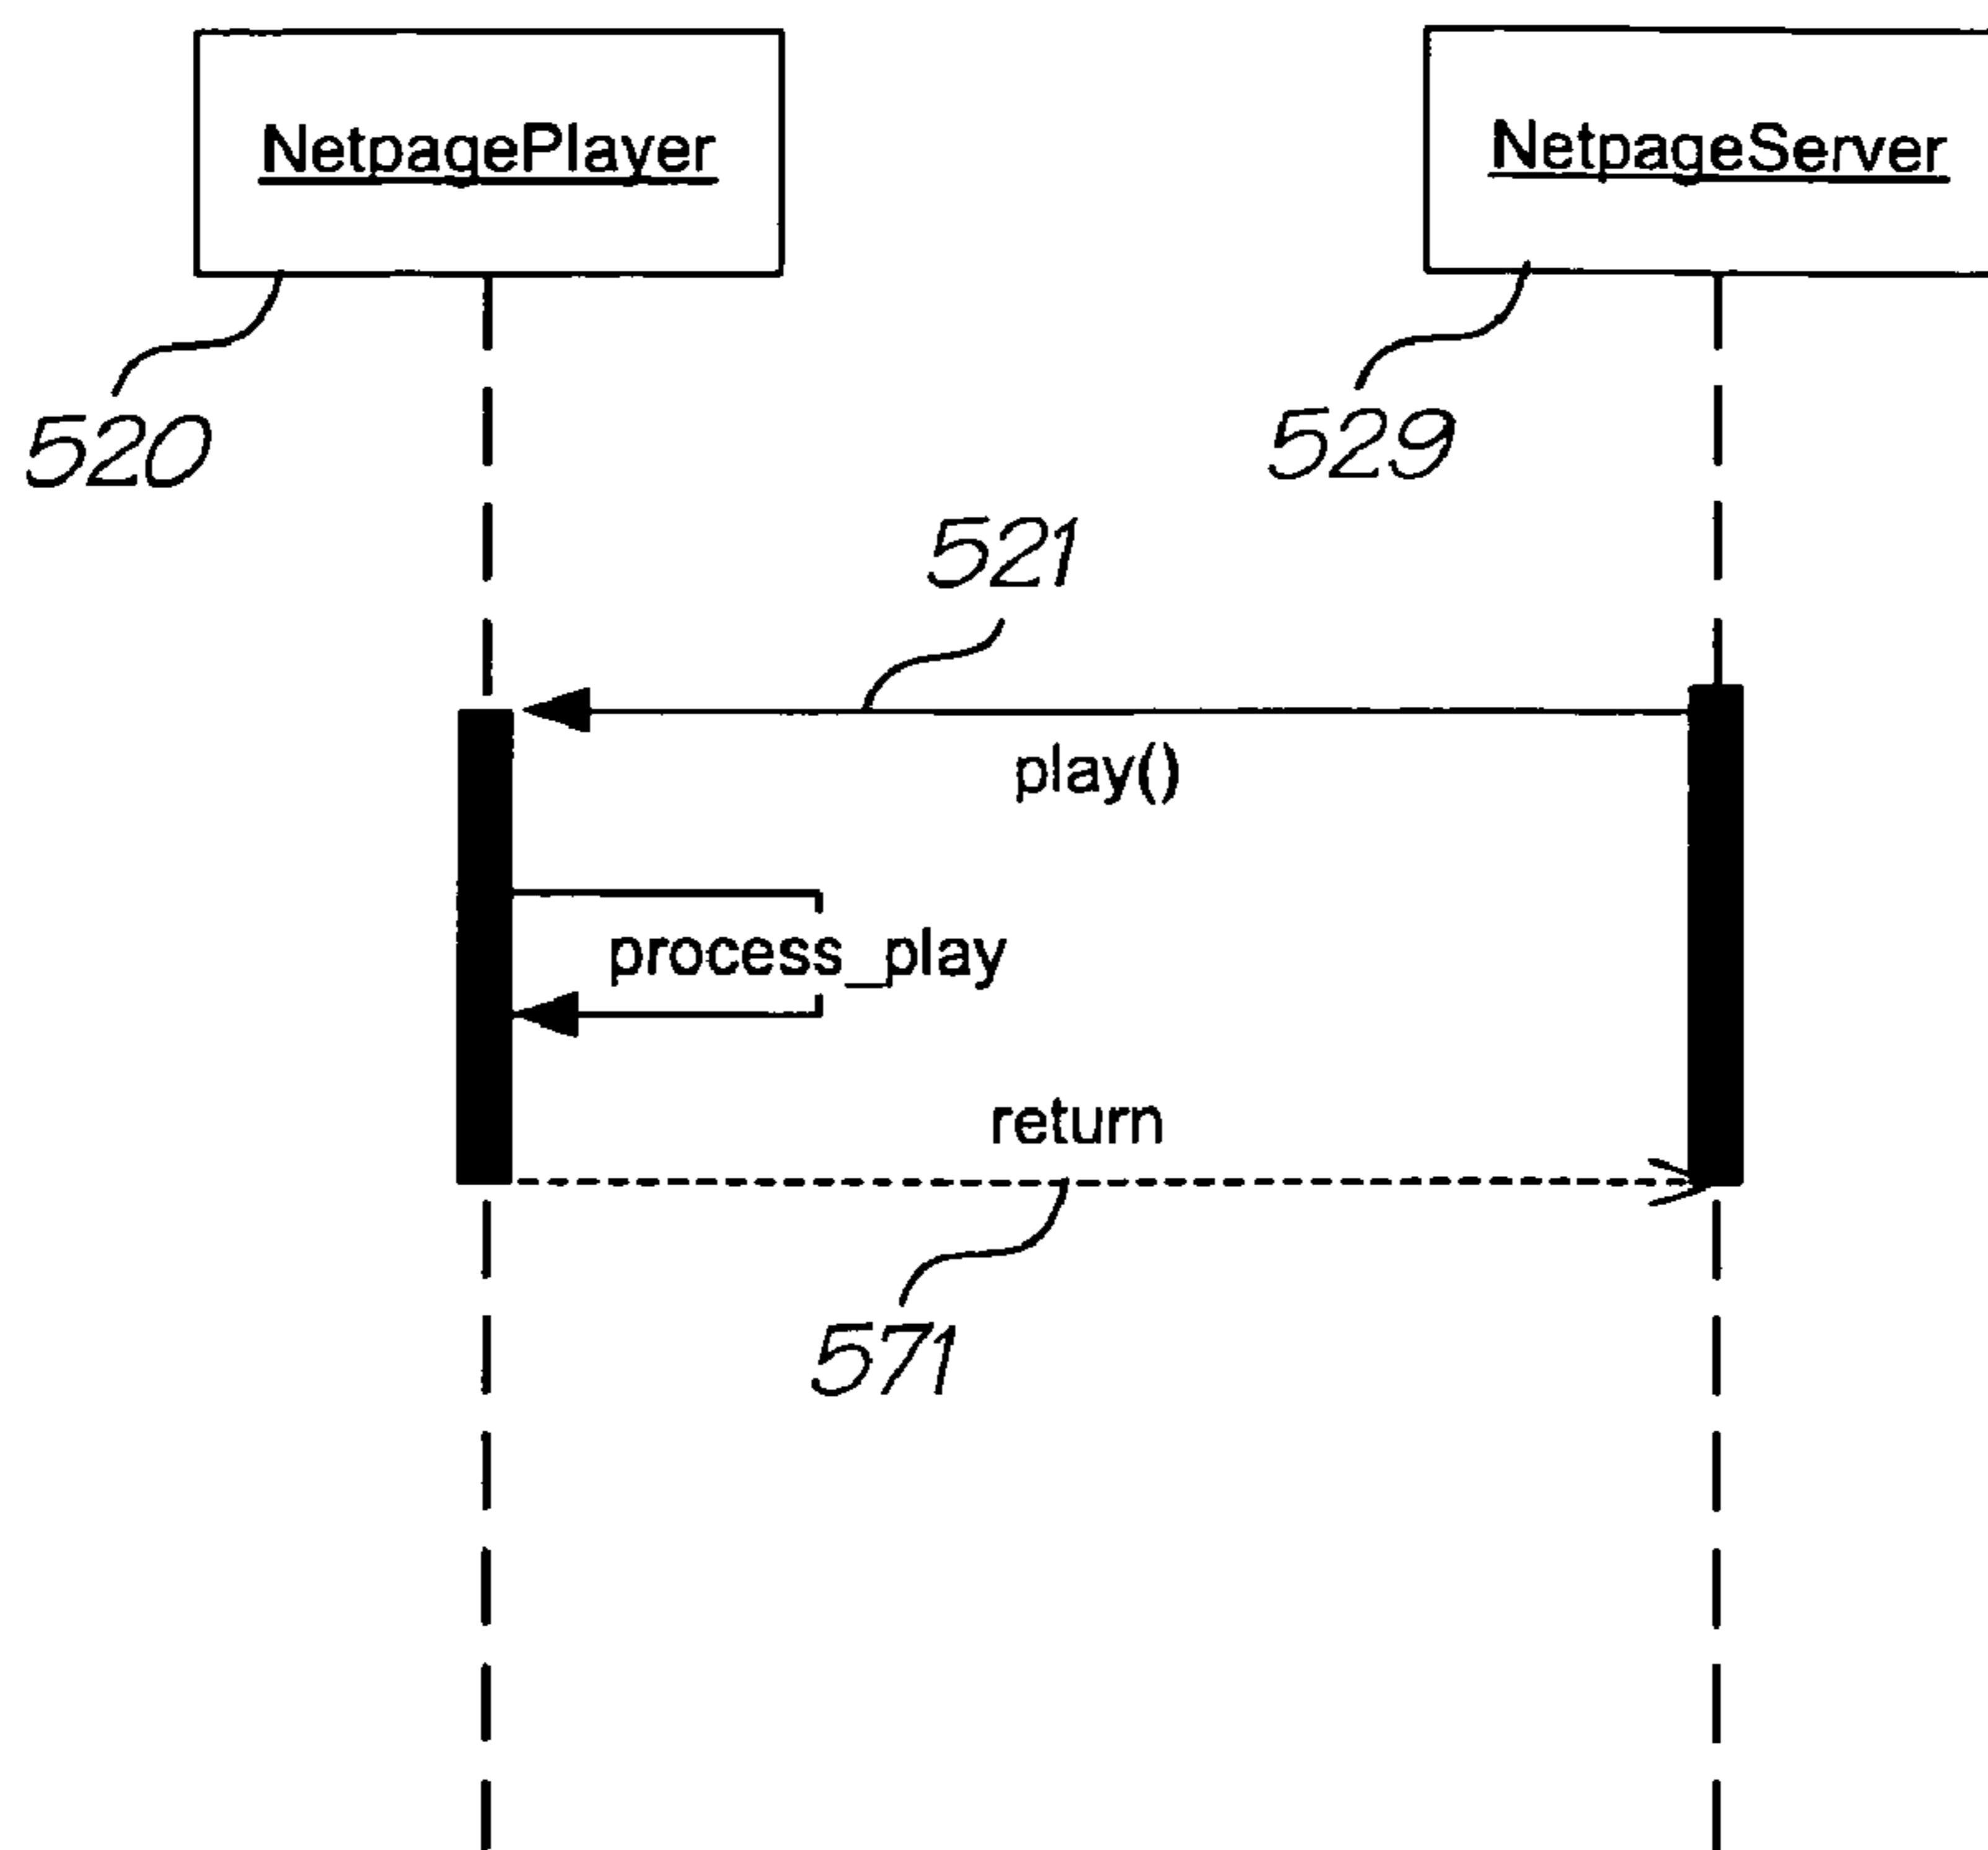 NetpagePlayer
NetpageServer
520
529
521
play()
process_play
return
571